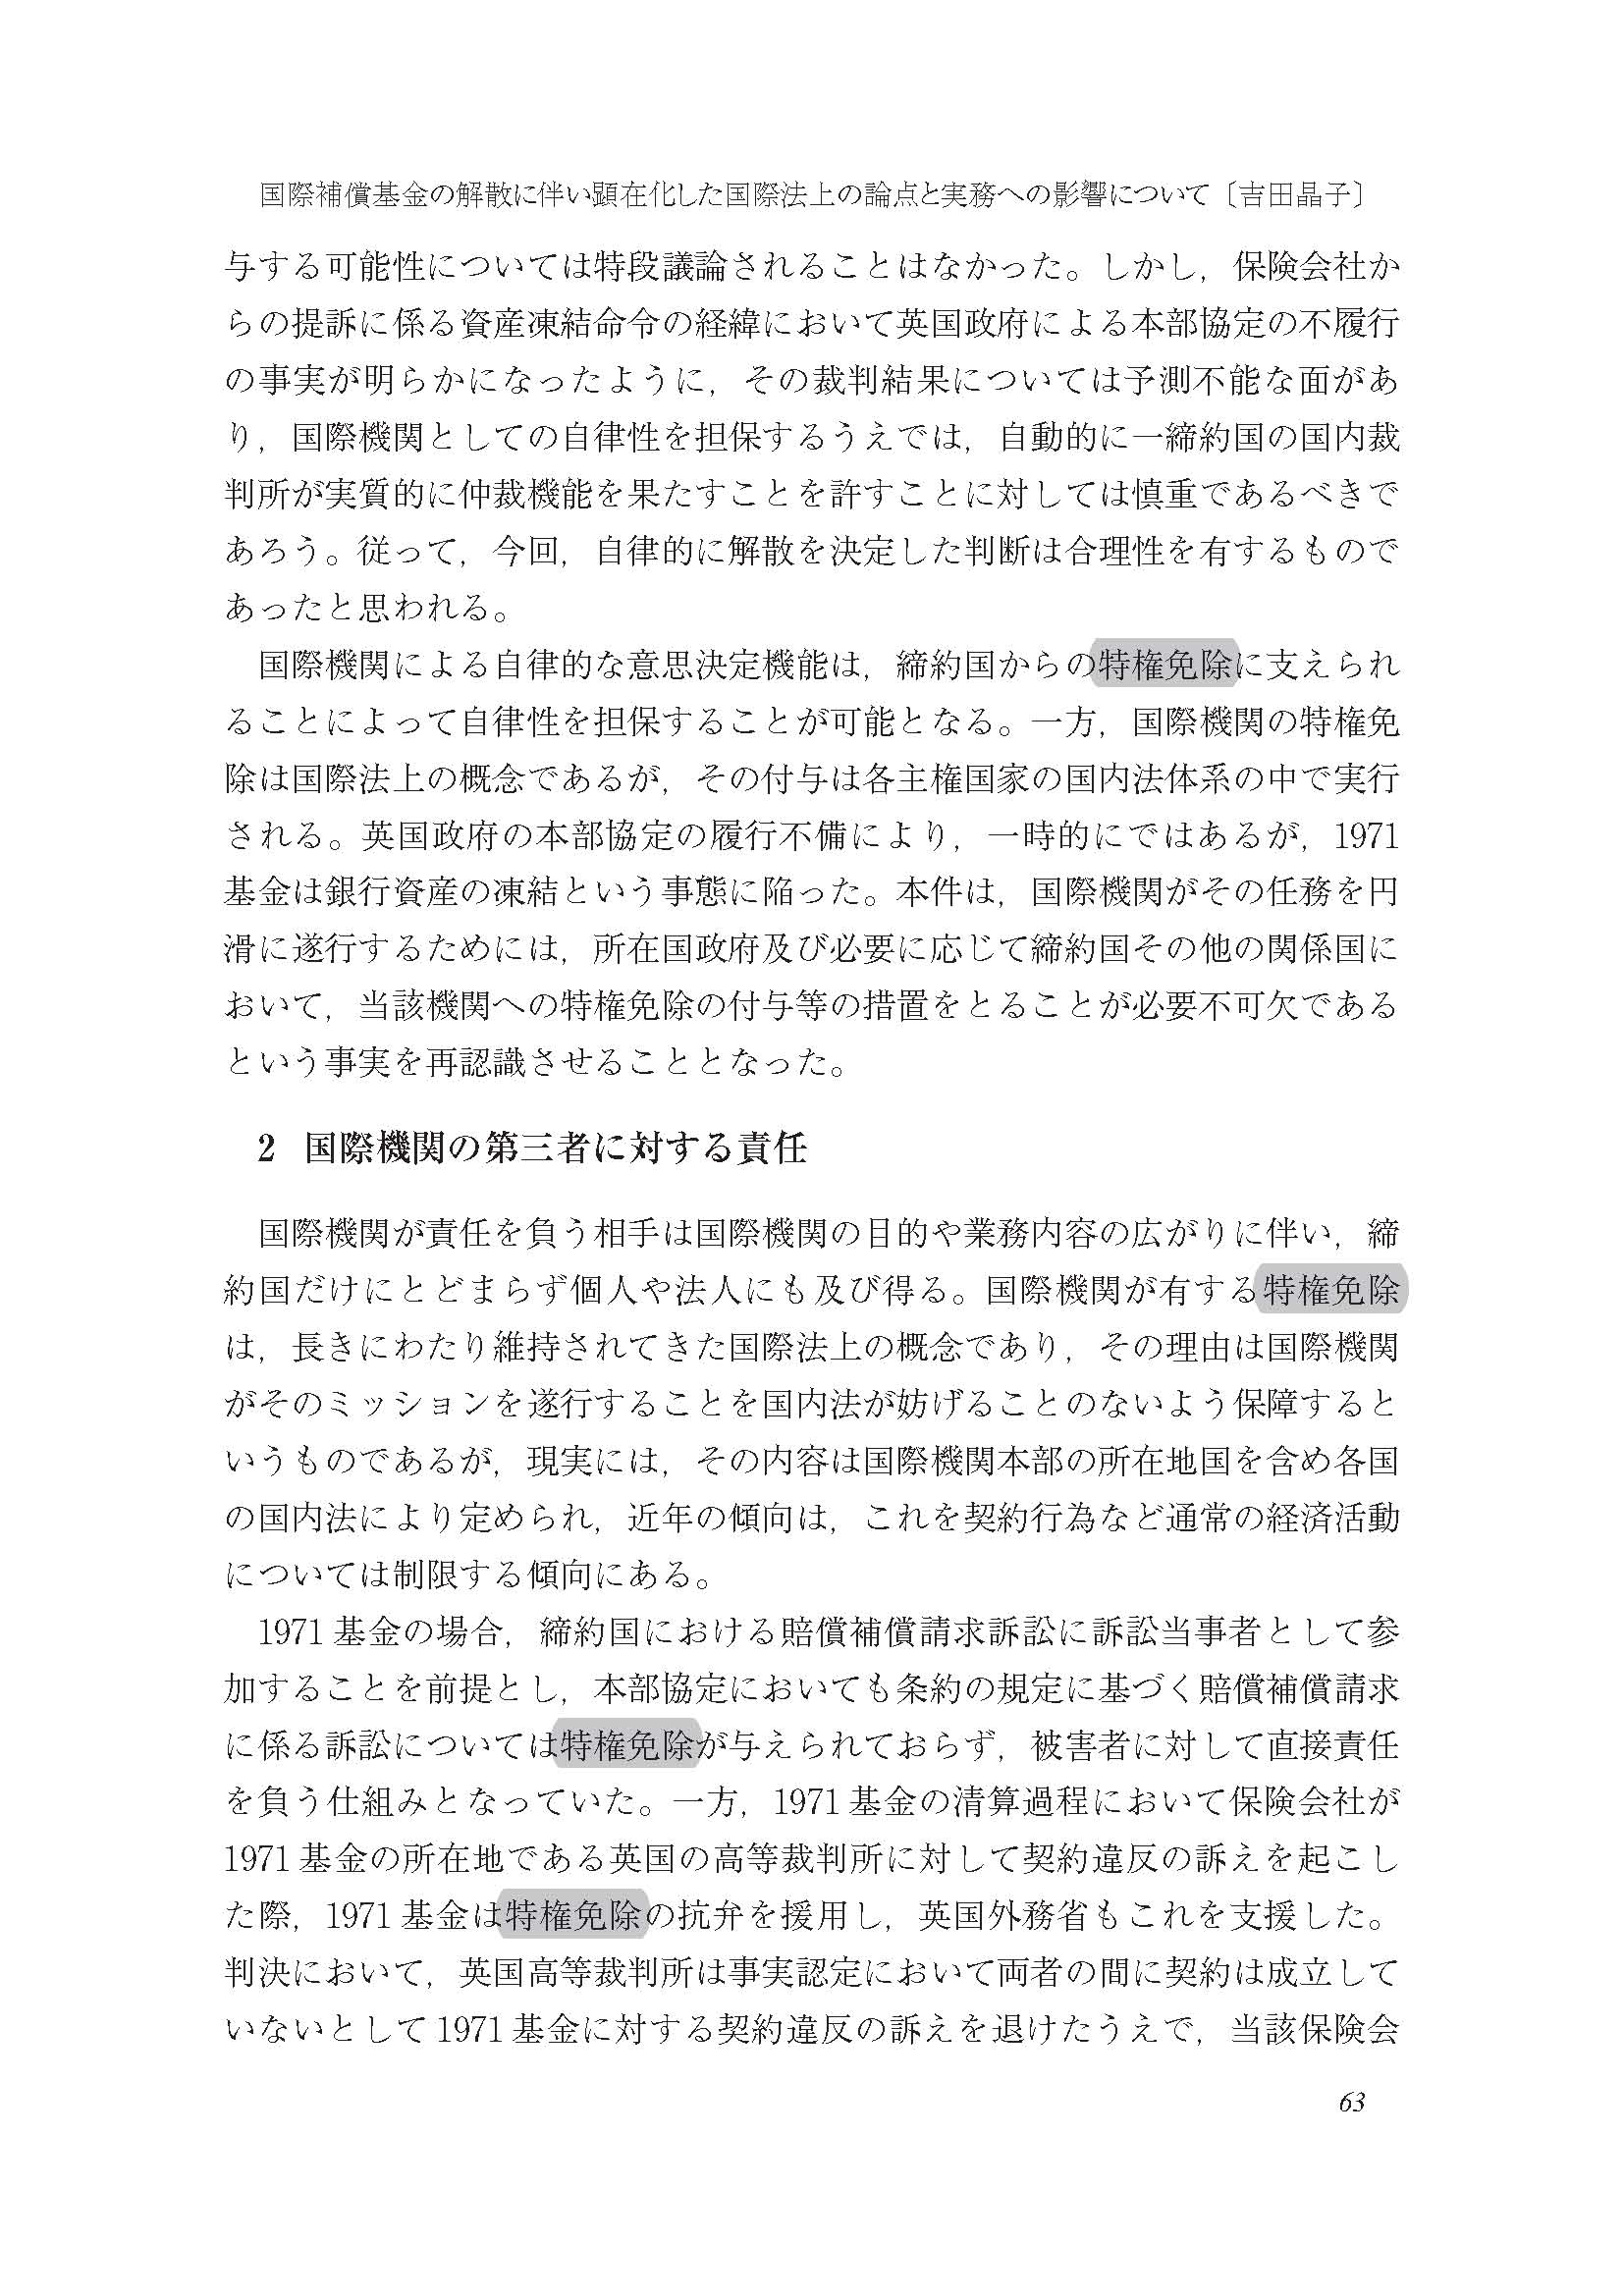 国際補償基金の解散に伴い顕在化した国際法上の論点と実務への影響について〔吉田晶子〕
与する可能性については特段議論されることはなかった。しかし，保険会社か
らの提訴に係る資産凍結命令の経緯において英国政府による本部協定の不履行
の事実が明らかになったように，その裁判結果については予測不能な面があ
り，国際機関としての自律性を担保するうえでは，自動的に一締約国の国内裁
判所が実質的に仲裁機能を果たすことを許すことに対しては慎重であるべきで
あろう。従って，今回，自律的に解散を決定した判断は合理性を有するもので
あったと思われる。
国際機関による自律的な意思決定機能は，締約国からの特権免除に支えられ
ることによって自律性を担保することが可能となる。一方，国際機関の特権免
除は国際法上の概念であるが，その付与は各主権国家の国内法体系の中で実行
される。英国政府の本部協定の履行不備により，一時的にではあるが，1971
基金は銀行資産の凍結という事態に陥った。本件は，国際機関がその任務を円
滑に遂行するためには，所在国政府及び必要に応じて締約国その他の関係国に
おいて，当該機関への特権免除の付与等の措置をとることが必要不可欠である
という事実を再認識させることとなった。
2 国際機関の第三者に対する責任
国際機関が責任を負う相手は国際機関の目的や業務内容の広がりに伴い，締
約国だけにとどまらず個人や法人にも及び得る。国際機関が有する特権免除
は，長きにわたり維持されてきた国際法上の概念であり，その理由は国際機関
がそのミッションを遂行することを国内法が妨げることのないよう保障すると
いうものであるが，現実には，その内容は国際機関本部の所在地国を含め各国
の国内法により定められ，近年の傾向は，これを契約行為など通常の経済活動
については制限する傾向にある。
1971 基金の場合，締約国における賠償補償請求訴訟に訴訟当事者として参
加することを前提とし，本部協定においても条約の規定に基づく賠償補償請求
に係る訴訟については特権免除が与えられておらず，被害者に対して直接責任
を負う仕組みとなっていた。一方，1971 基金の清算過程において保険会社が
1971 基金の所在地である英国の高等裁判所に対して契約違反の訴えを起こし
た際，1971 基金は特権免除の抗弁を援用し，英国外務省もこれを支援した。
判決において，英国高等裁判所は事実認定において両者の間に契約は成立して
いないとして 1971 基金に対する契約違反の訴えを退けたうえで，当該保険会
63